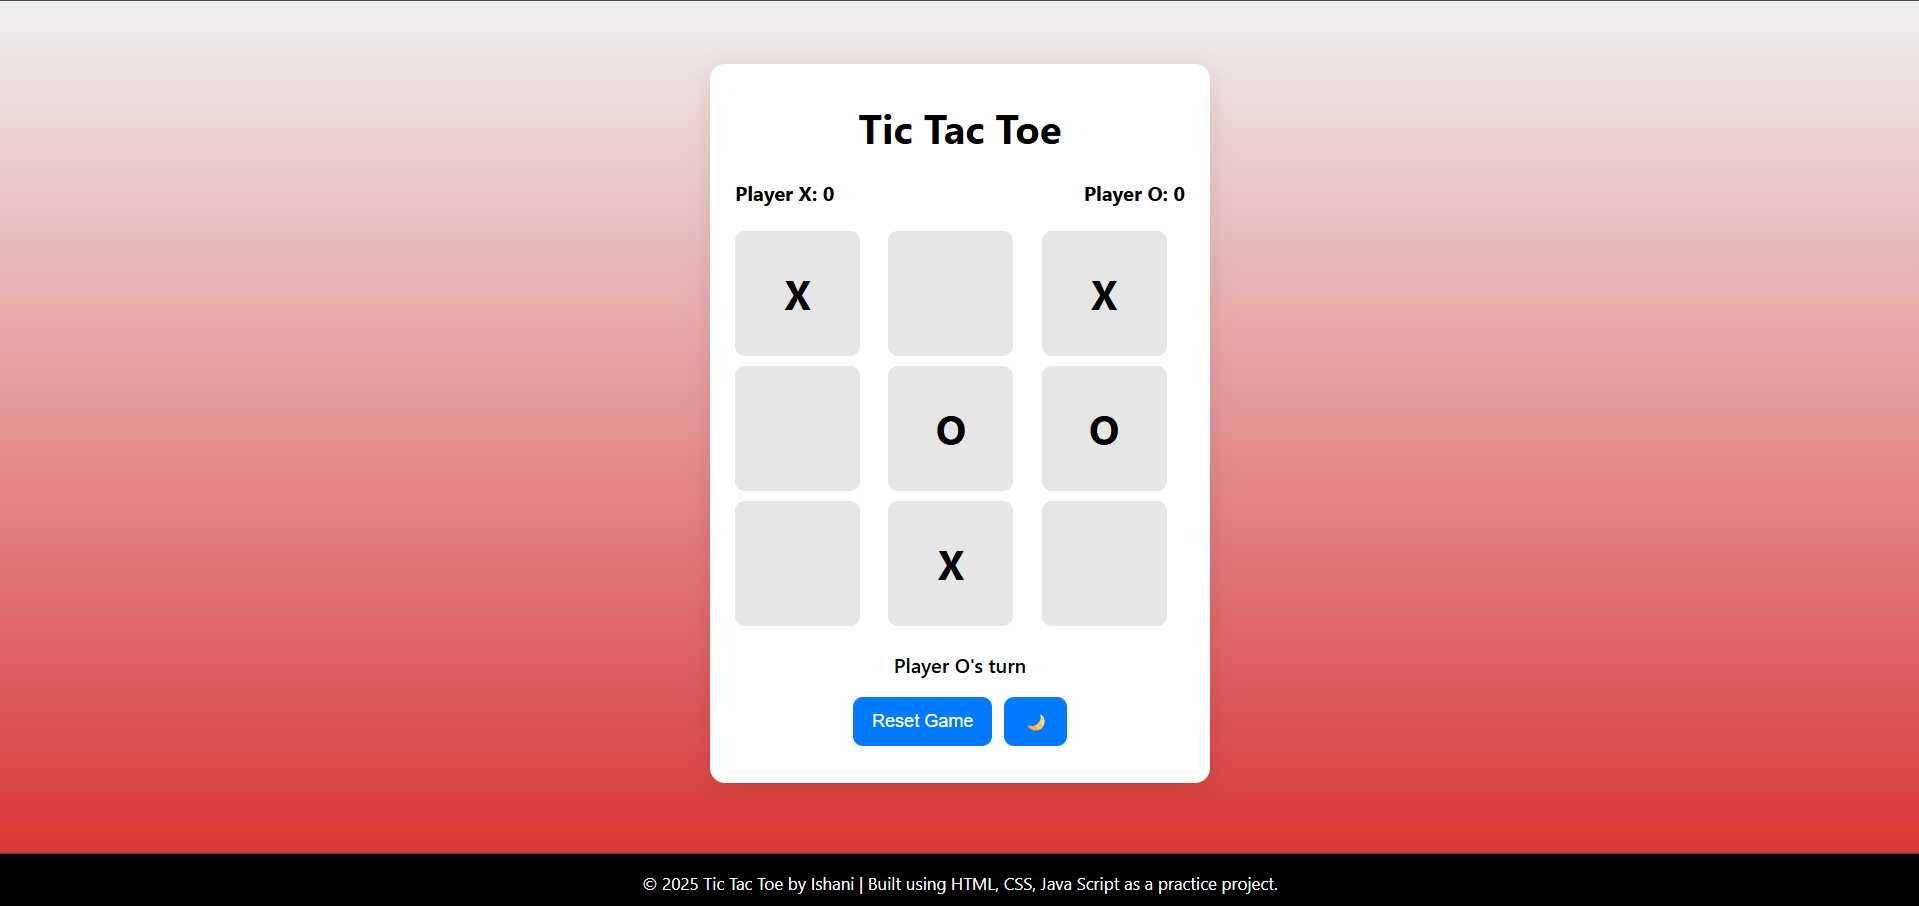 Tic Tac Toe
Player X: 0 Player O: 0
X X
O O
X
Player O's turn
Reset Game
© 2025 Tic Tac Toe by Ishani | Built using HTML, CSS, Java Script as a practice project.